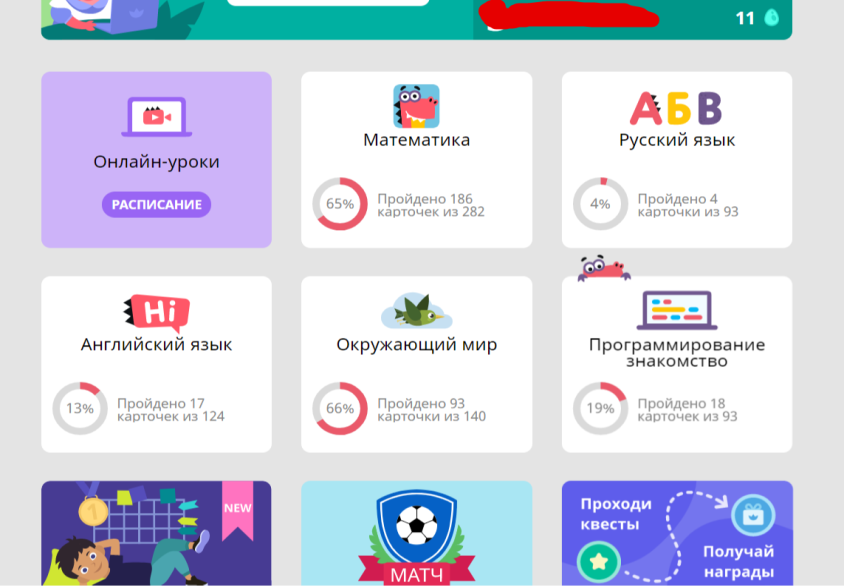 11
Онлайн-уроки
РАСПИСАНИЕ
Математика
65%
Пройдено 186
карточек из 282
АБВ
Русский язык
4%
Пройдено 4
карточки из 93
Hi
Английский язык
13%
Пройдено 17
карточек из 124
Окружающий мир
66%
Пройдено 93
карточки из 140
Программирование
знакомство
19%
Пройдено 18
карточек из 93
1
NEW
МАТЧ
Проходи
квесты
Получай
награды